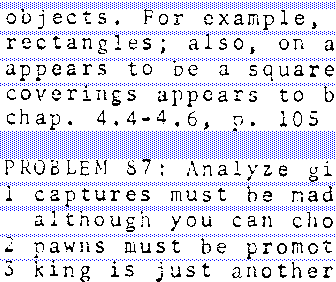 objects. For example,
rectangles; also, on a
appears to be a square
coverings appears to b
chap. 4.4-4.6, p. 105
PROBLEM 87: Analyze gi
1 captures must be mad
although you can cho
2 pawns must be promot
3 king is just another